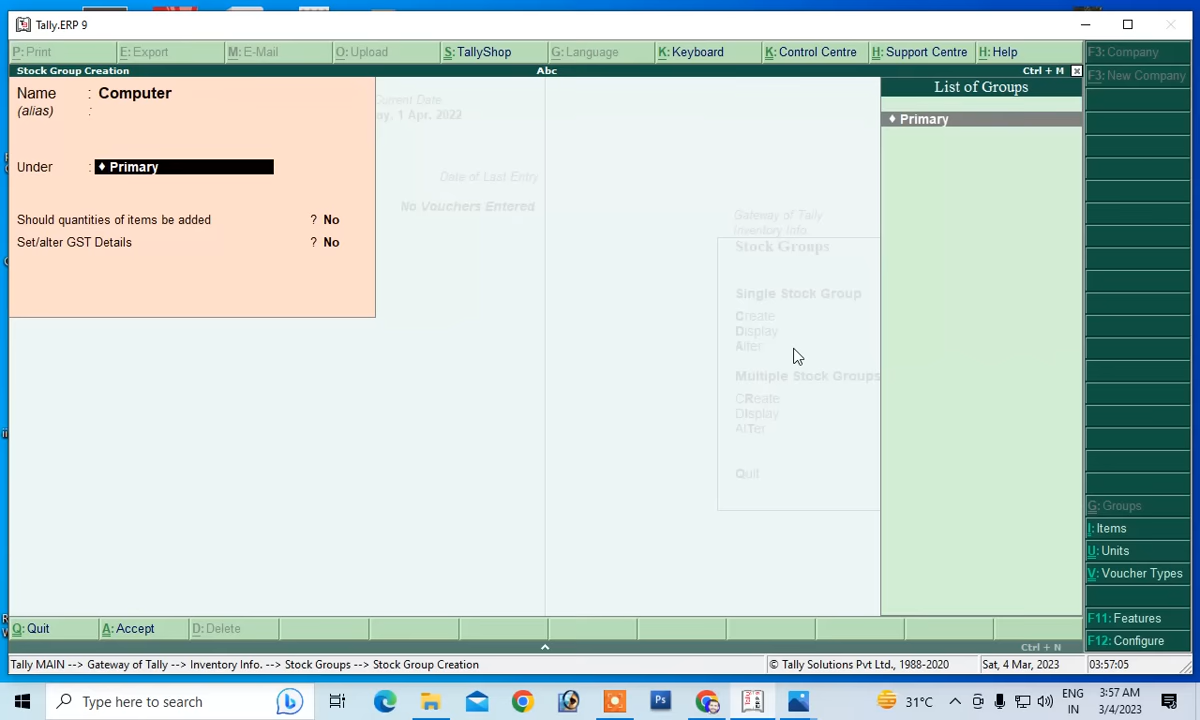 Tally.ERP 9
P: Print E: Export M: E-Mail O: Upload S: TallyShop G: Language K: Keyboard K: Control Centre H: Support Centre H: Help F3: Company
Stock Group Creation Abc Ctrl + M
F3: New Company
Name : Computer
(alias) :
Under : ♦ Primary
Should quantities of items be added ? No
Set/alter GST Details ? No
Current Date
ay, 1 Apr, 2022
Date of Last Entry
No Vouchers Entered
Gateway of Tally
Inventory Info.
Stock Groups
Single Stock Group
Create
Display
Alter
Multiple Stock Groups
CReate
DIsplay
AlTer
Quit
List of Groups
♦ Primary
G: Groups
I: Items
U: Units
V: Voucher Types
F11: Features
F12: Configure
Q: Quit A: Accept D: Delete
Ctrl + N
Tally MAIN --> Gateway of Tally --> Inventory Info. --> Stock Groups --> Stock Group Creation © Tally Solutions Pvt Ltd., 1988-2020 Sat, 4 Mar, 2023 03:57:05
Type here to search
Ps
31°C
ENG
IN
3:57 AM
3/4/2023